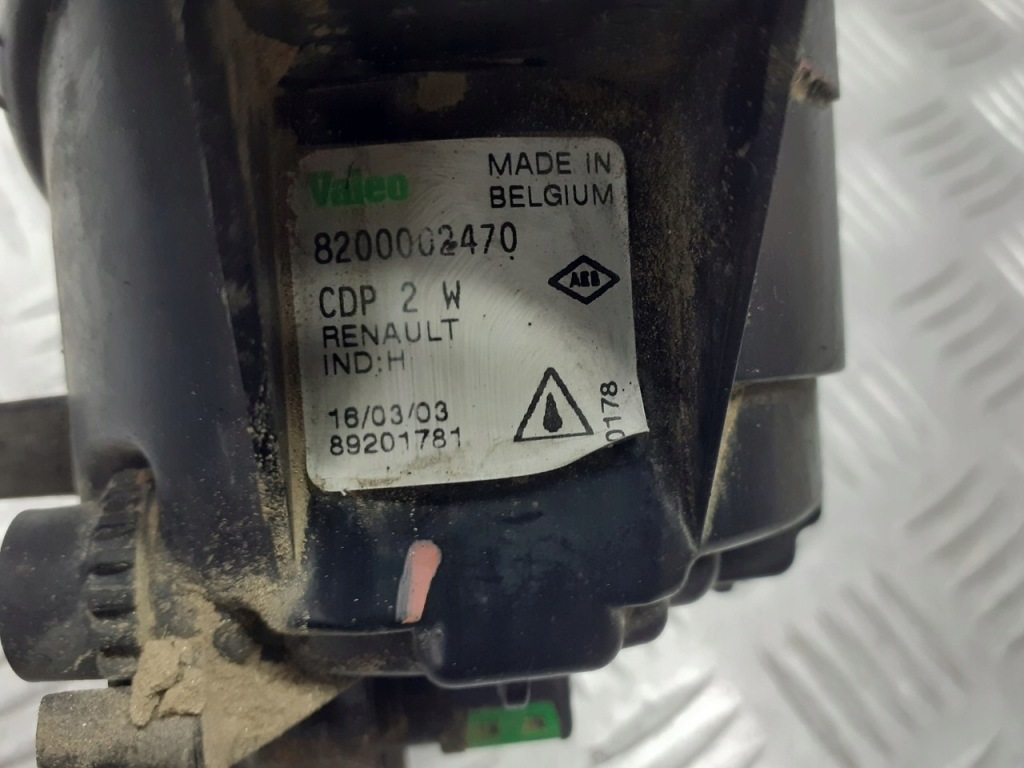 Valeo
MADE IN
BELGIUM
8200002470
CDP 2 W
RENAULT
IND:H
16/03/03
89201781
0178